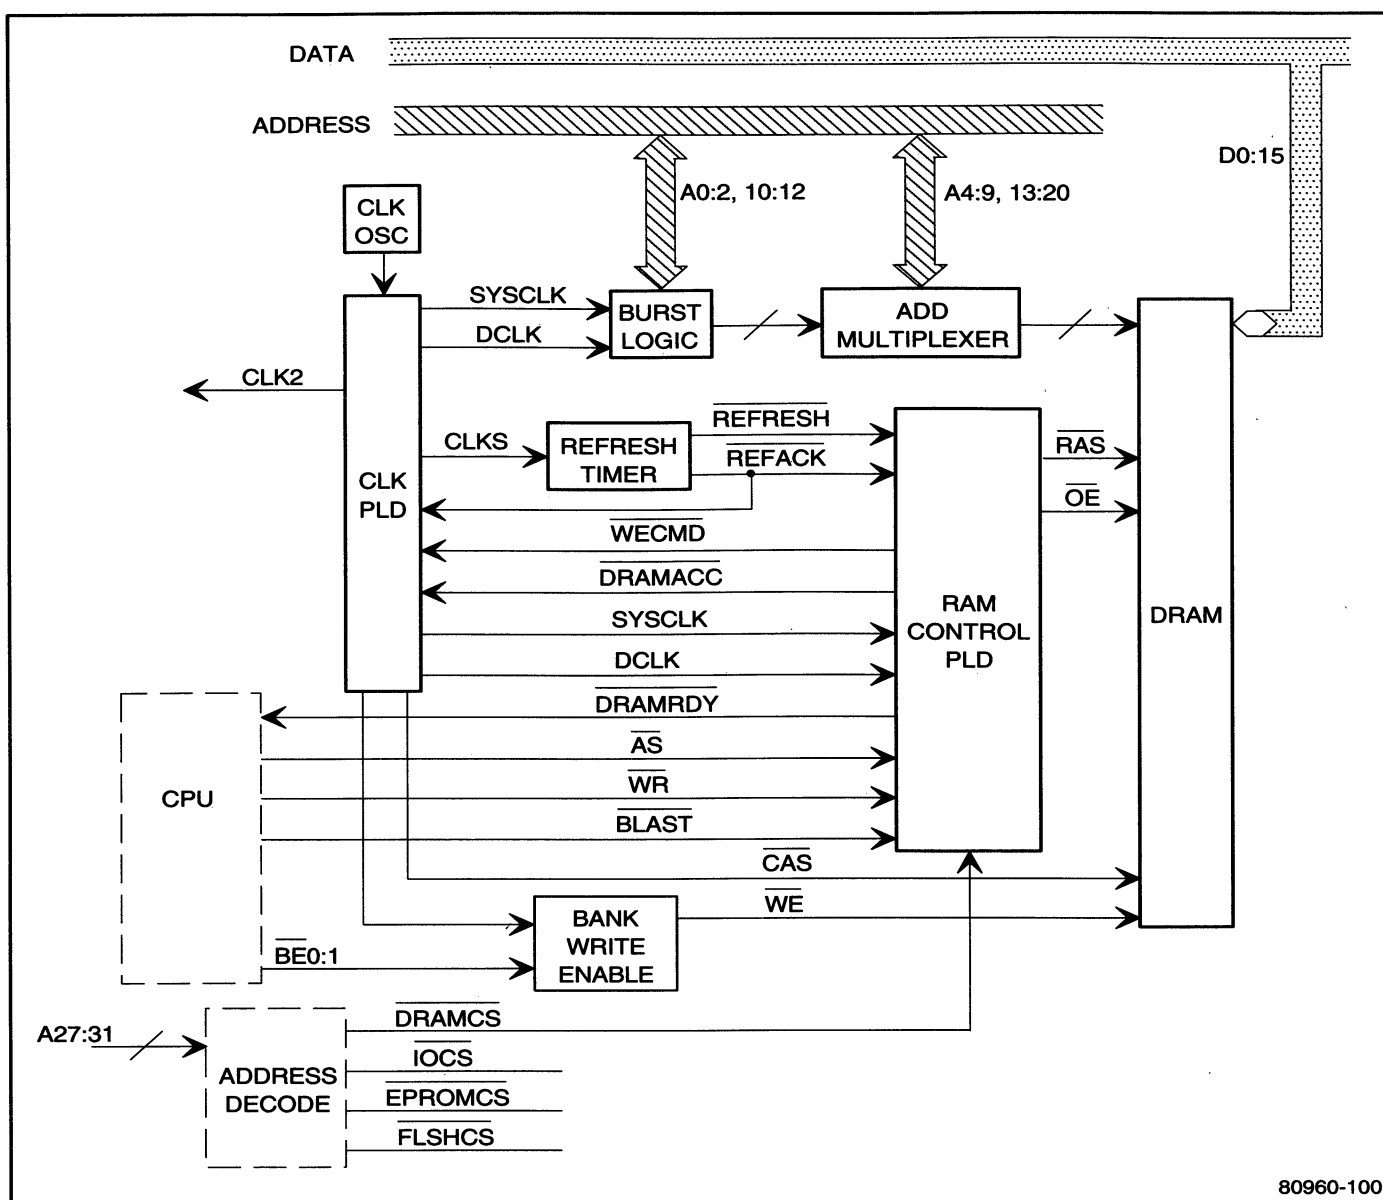 DATA
ADDRESS
D0:15
A0:2, 10:12
A4:9, 13:20
CLK
OSC
SYSCLK
DCLK
BURST
LOGIC
ADD
MULTIPLEXER
CLK2
CLKS
REFRESH
TIMER
REFRESH
REFACK
RAS
OE
CLK
PLD
WECMD
DRAMACC
SYSCLK
DCLK
RAM
CONTROL
PLD
DRAM
DRAMRDY
AS
WR
BLAST
CPU
CAS
WE
BANK
WRITE
ENABLE
BE0:1
A27:31
ADDRESS
DECODE
DRAMCS
IOCS
EPROMCS
FLSHCS
80960-100